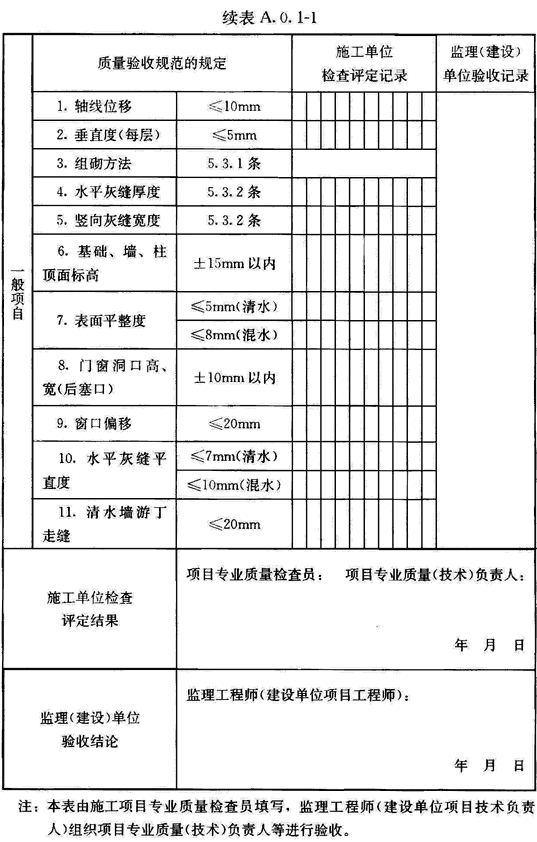 续表 A.0.1-1
质量验收规范的规定
施工单位
检查评定记录
监理(建设)
单位验收记录
一般项目
1. 轴线位移
≤10mm
2. 垂直度(每层)
≤5mm
3. 组砌方法
5.3.1条
4. 水平灰缝厚度
5.3.2条
5. 竖向灰缝宽度
5.3.2条
6. 基础、墙、柱
顶面标高
±15mm以内
7. 表面平整度
≤5mm(清水)
≤8mm(混水)
8. 门窗洞口高、
宽(后塞口)
±10mm以内
9. 窗口偏移
≤20mm
10. 水平灰缝平
直度
≤7mm(清水)
≤10mm(混水)
11. 清水墙游丁
走缝
≤20mm
施工单位检查
评定结果
项目专业质量检查员: 项目专业质量(技术)负责人:
年 月 日
监理(建设)单位
验收结论
监理工程师(建设单位项目工程师):
年 月 日
注: 本表由施工项目专业质量检查员填写，监理工程师(建设单位项目技术负责
人)组织项目专业质量(技术)负责人等进行验收。